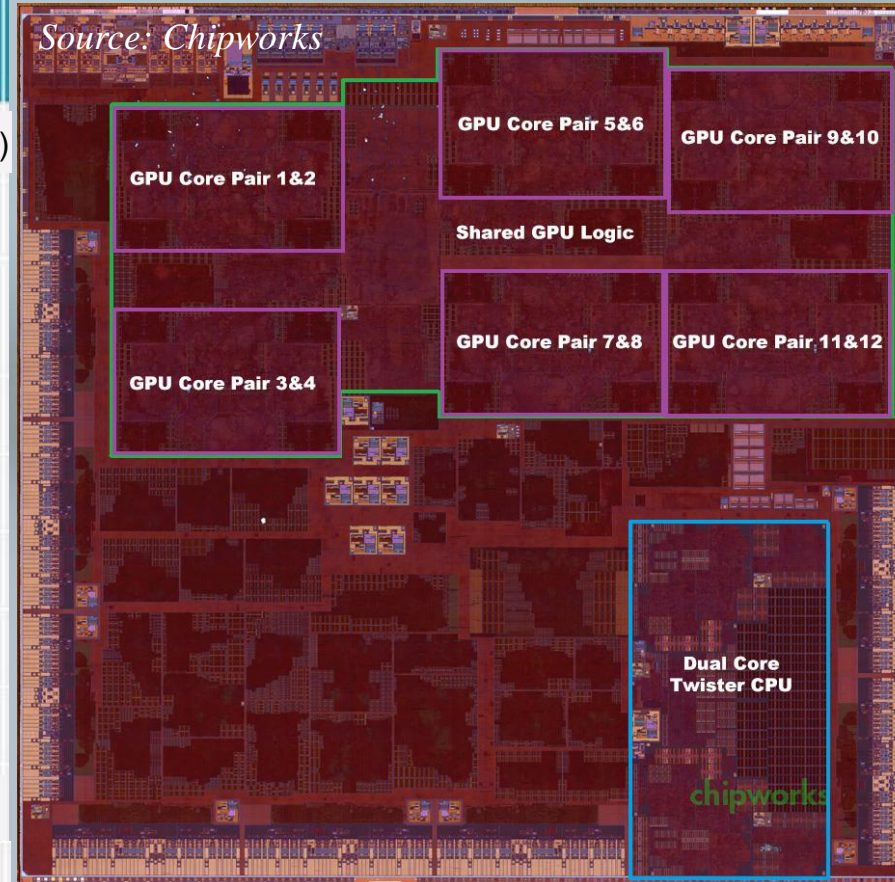 Source: Chipworks
)
GPU Core Pair 5&6
GPU Core Pair 9&10
GPU Core Pair 1&2
Shared GPU Logic
GPU Core Pair 7&8
GPU Core Pair 11&12
GPU Core Pair 3&4
Dual Core
Twister CPU
chipworks